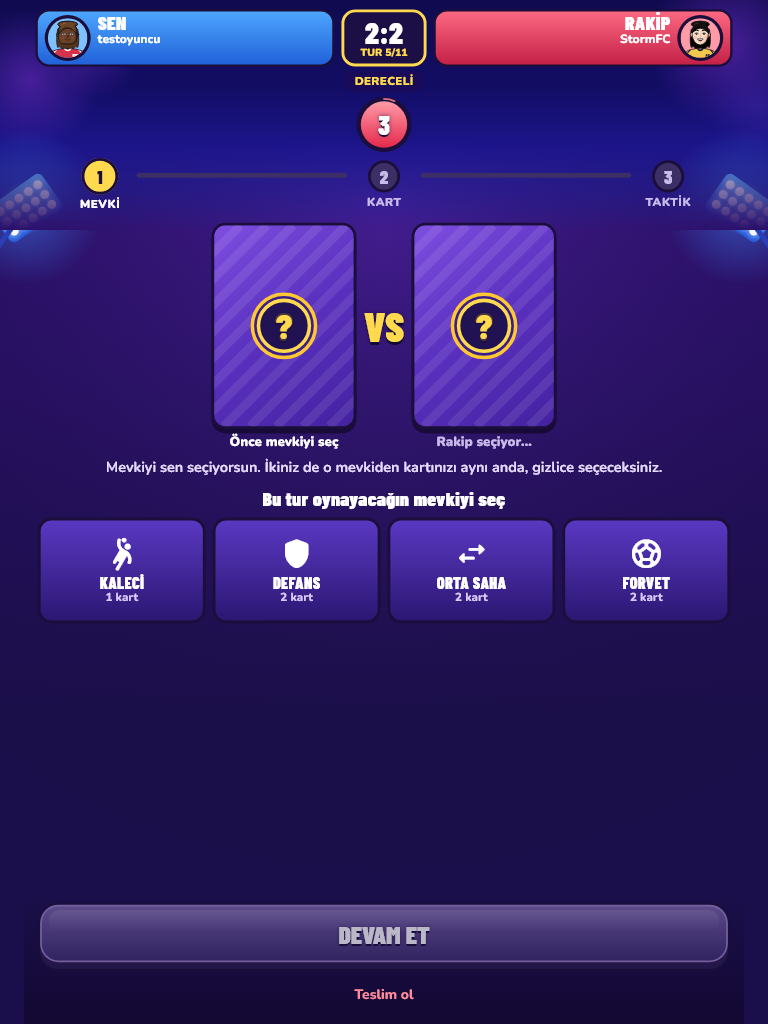 SEN
testoyuncu
2:2
TUR 5/11
RAKİP
StormFC
DERECELİ
3
1
2
3
MEVKİ
KART
TAKTİK
?
VS
?
Önce mevkiyi seç
Rakip seçiyor...
Mevkiyi sen seçiyorsun. İkiniz de o mevkiden kartınızı aynı anda, gizlice seçeceksiniz.
Bu tur oynayacağın mevkiyi seç
KALECİ
1 kart
DEFANS
2 kart
ORTA SAHA
2 kart
FORVET
2 kart
DEVAM ET
Teslim ol